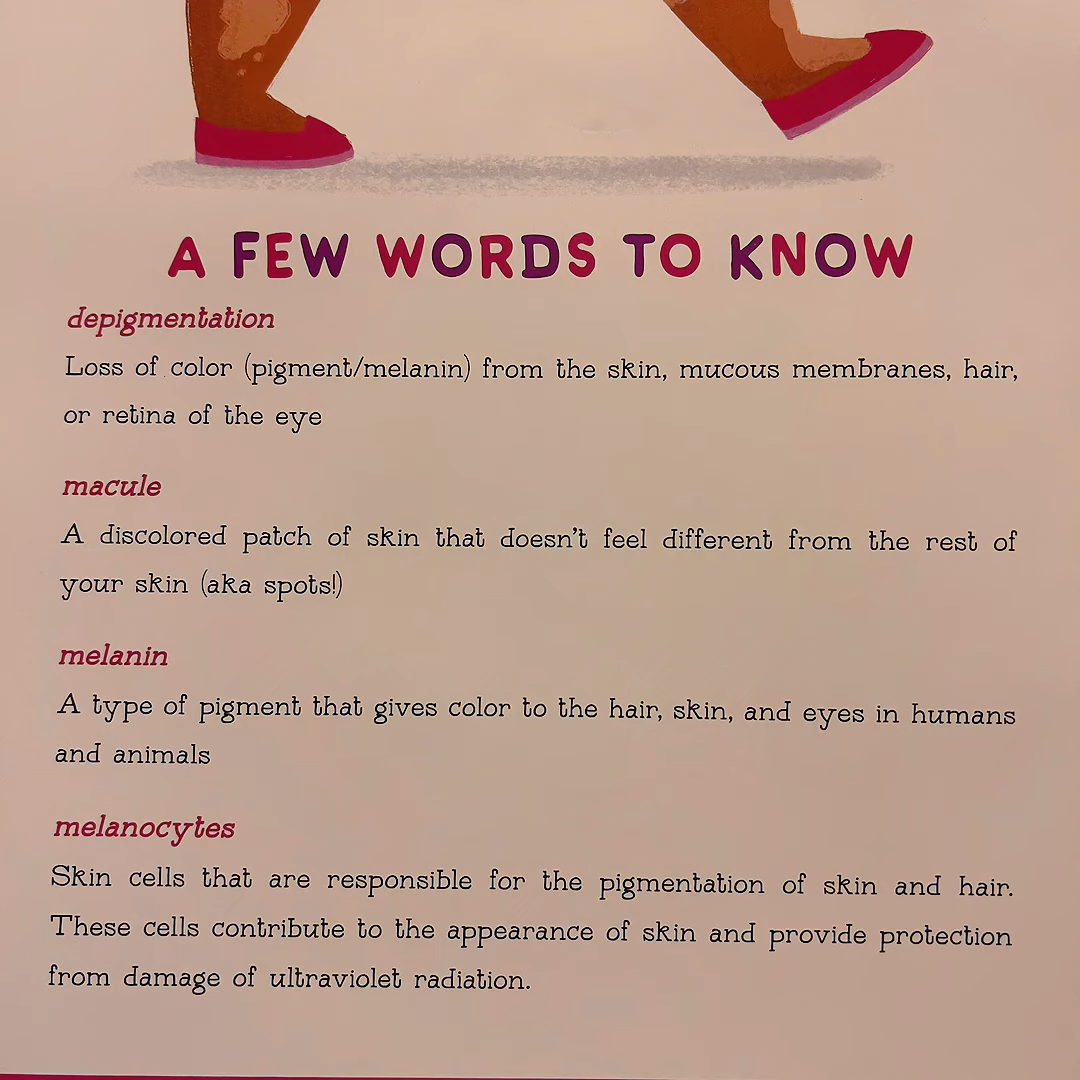 A FEW WORDS TO KNOW
depigmentation
Loss of color (pigment/melanin) from the skin, mucous membranes, hair,
or retina of the eye
macule
A discolored patch of skin that doesn't feel different from the rest of
your skin (aka spots!)
melanin
A type of pigment that gives color to the hair, skin, and eyes in humans
and animals
melanocytes
Skin cells that are responsible for the pigmentation of skin and hair.
These cells contribute to the appearance of skin and provide protection
from damage of ultraviolet radiation.